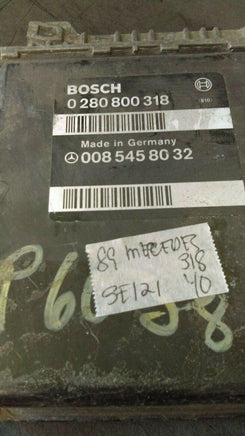 BOSCH
0 280 800 318
Made in Germany
008 545 80 32
89 MERCEDES
318
SE121 40